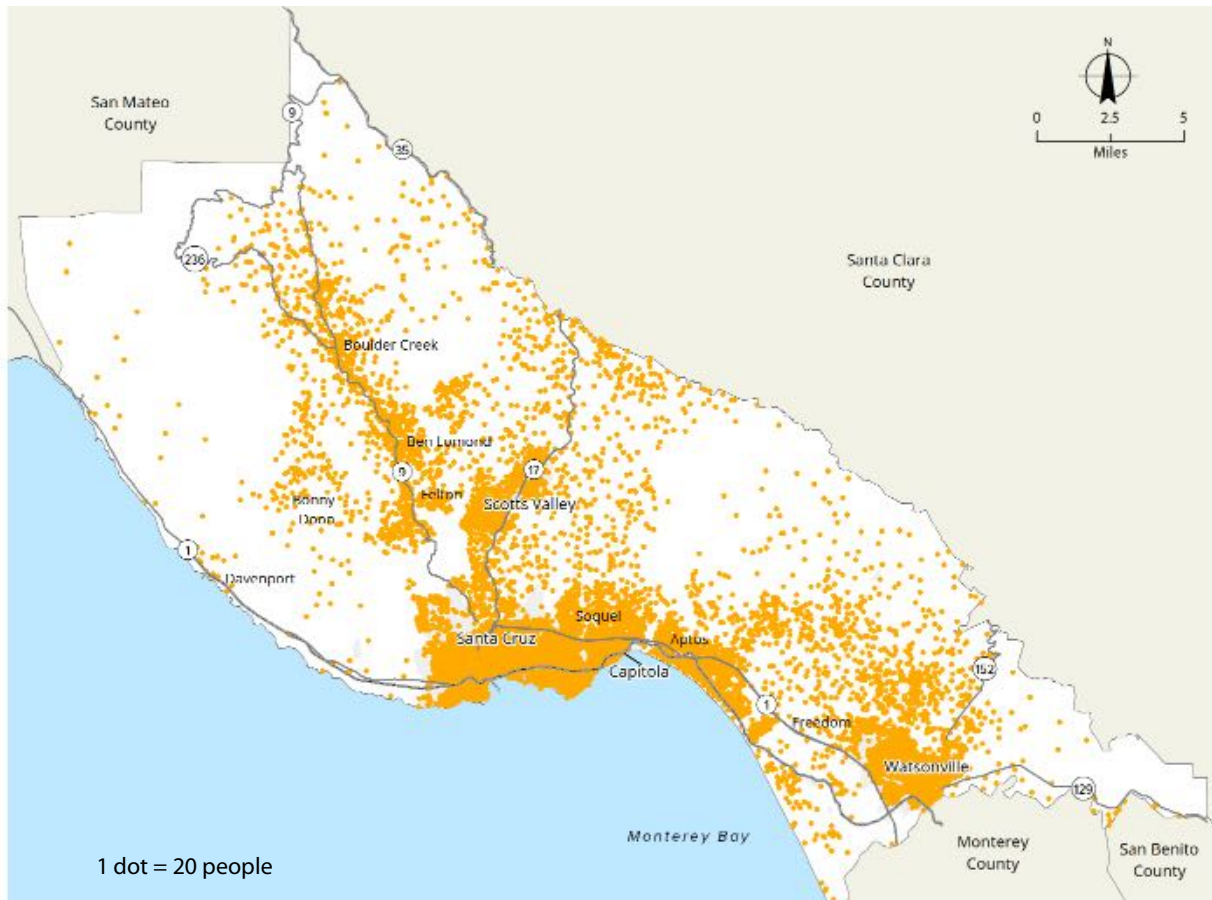 N
0 2.5 5
Miles
San Mateo
County
9
35
236
Santa Clara
County
Boulder Creek
Ben Lomond
9
17
Felton
Scotts Valley
Bonny
Doon
1
Davenport
Soquel
Santa Cruz
Aptos
Capitola
152
1
Freedom
Watsonville
129
Monterey Bay
Monterey
County
San Benito
County
1 dot = 20 people